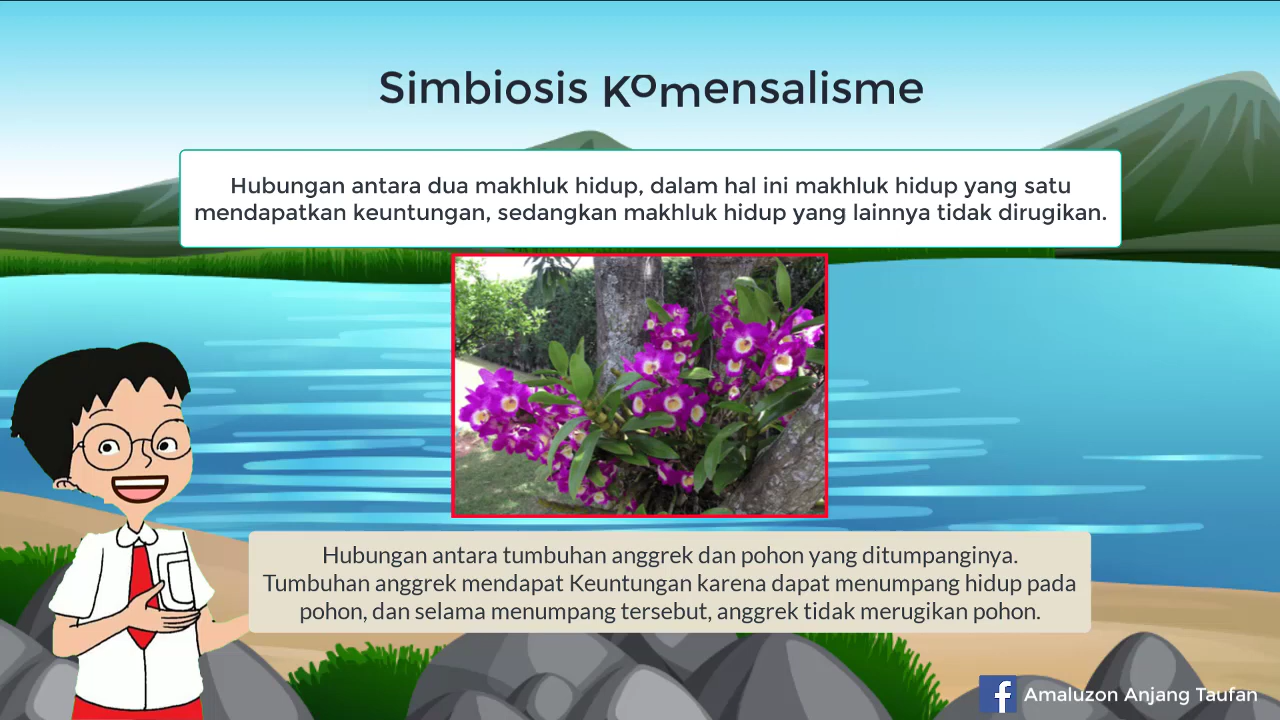 Simbiosis Komensalisme
Hubungan antara dua makhluk hidup, dalam hal ini makhluk hidup yang satu
mendapatkan keuntungan, sedangkan makhluk hidup yang lainnya tidak dirugikan.
Hubungan antara tumbuhan anggrek dan pohon yang ditumpanginya.
Tumbuhan anggrek mendapat Keuntungan karena dapat menumpang hidup pada
pohon, dan selama menumpang tersebut, anggrek tidak merugikan pohon.
f Amaluzon Anjang Taufan